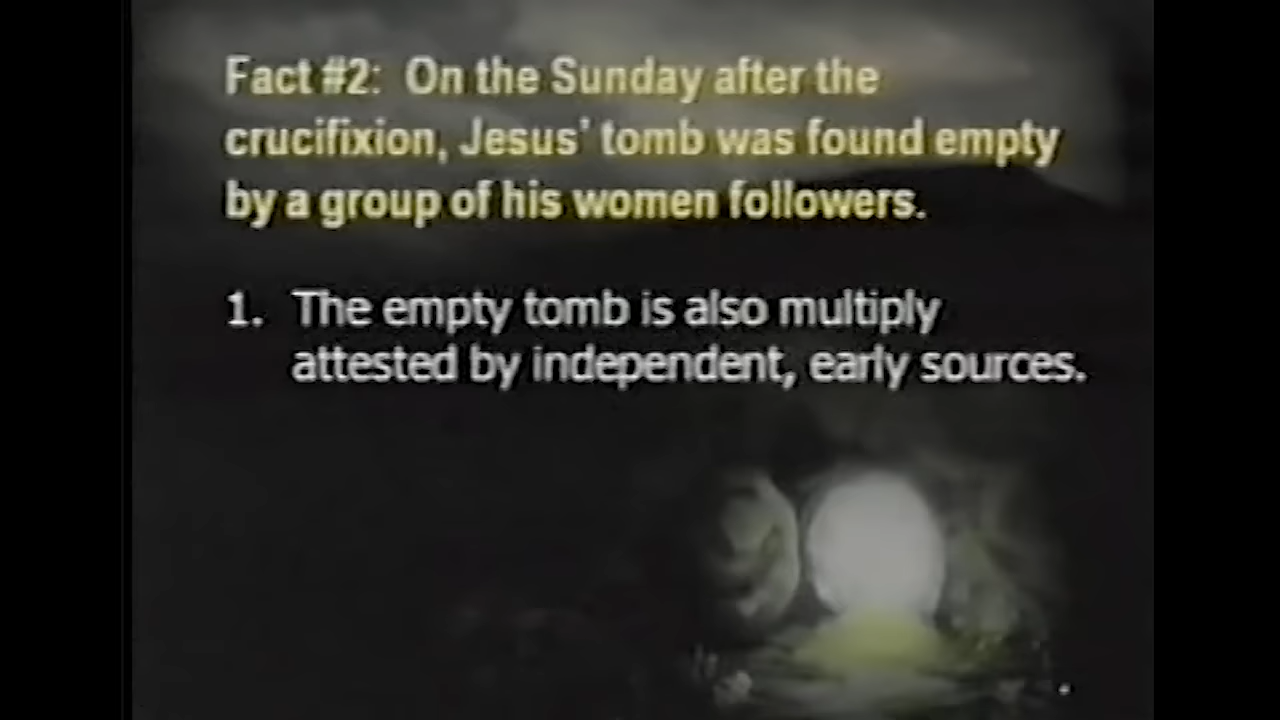 Fact #2: On the Sunday after the
crucifixion, Jesus' tomb was found empty
by a group of his women followers.
1. The empty tomb is also multiply
attested by independent, early sources.